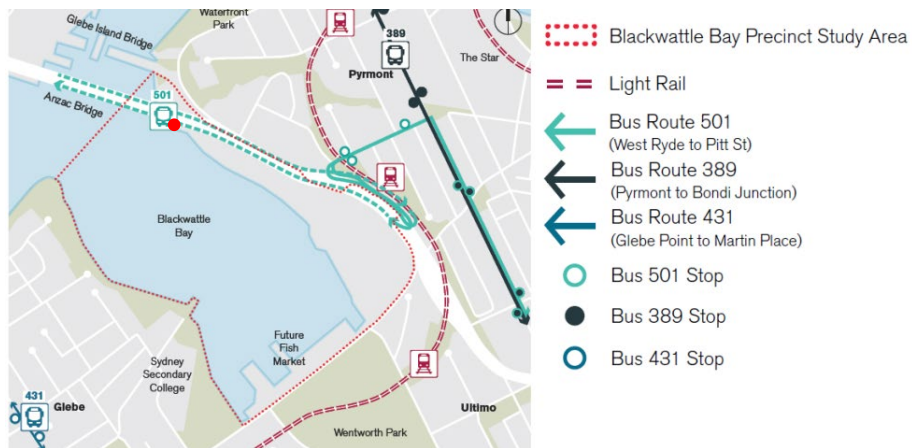 Waterfront
Park
Glebe Island Bridge
389
The Star
Pyrmont
501
Anzac Bridge
Blackwattle
Bay
Future
Fish
Market
Sydney
Secondary
College
431
Glebe
Ultimo
Wentworth Park
Blackwattle Bay Precinct Study Area
Light Rail
Bus Route 501
(West Ryde to Pitt St)
Bus Route 389
(Pyrmont to Bondi Junction)
Bus Route 431
(Glebe Point to Martin Place)
Bus 501 Stop
Bus 389 Stop
Bus 431 Stop